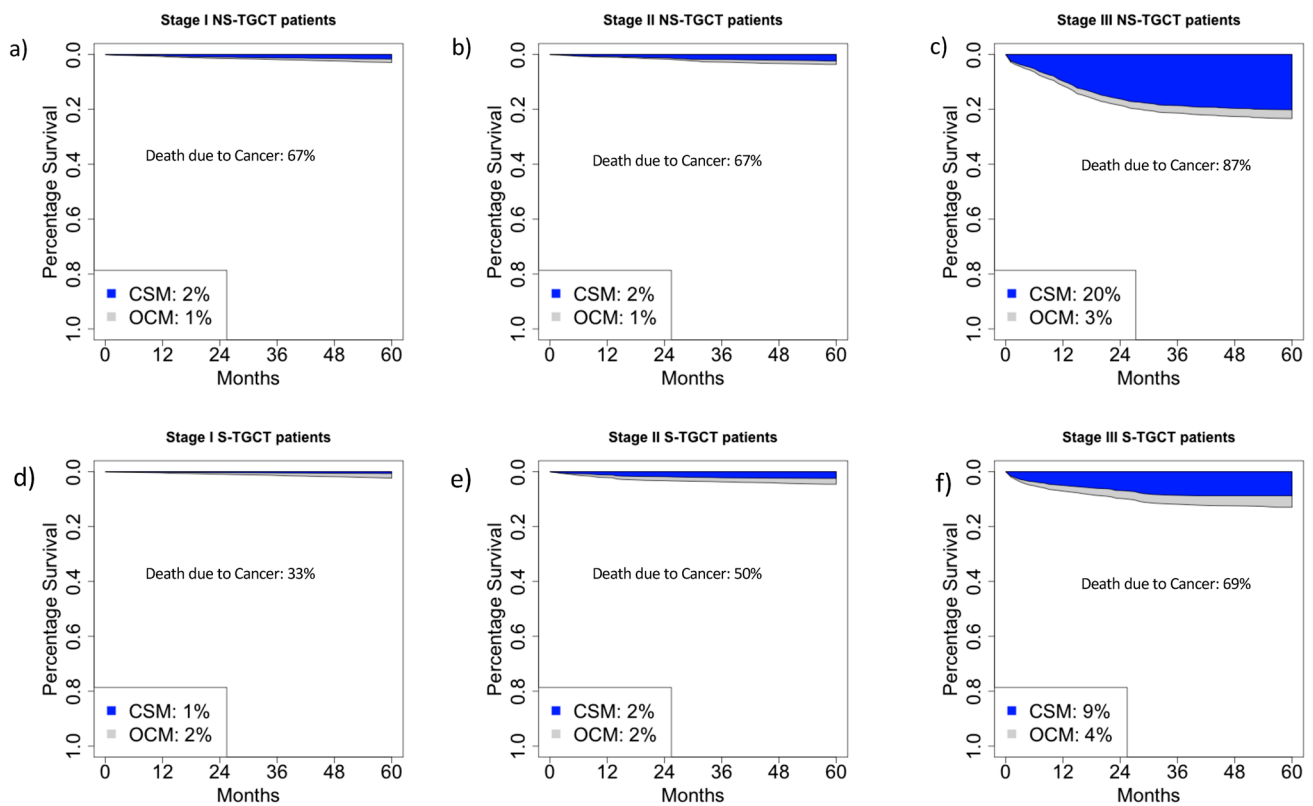 Stage I NS-TGCT patients
a)
Percentage Survival
0.0
0.2
0.4
0.6
0.8
1.0
Death due to Cancer: 67%
CSM: 2%
OCM: 1%
0 12 24 36 48 60
Months
Stage II NS-TGCT patients
b)
Percentage Survival
0.0
0.2
0.4
0.6
0.8
1.0
Death due to Cancer: 67%
CSM: 2%
OCM: 1%
0 12 24 36 48 60
Months
Stage III NS-TGCT patients
c)
Percentage Survival
0.0
0.2
0.4
0.6
0.8
1.0
Death due to Cancer: 87%
CSM: 20%
OCM: 3%
0 12 24 36 48 60
Months
Stage I S-TGCT patients
d)
Percentage Survival
0.0
0.2
0.4
0.6
0.8
1.0
Death due to Cancer: 33%
CSM: 1%
OCM: 2%
0 12 24 36 48 60
Months
Stage II S-TGCT patients
e)
Percentage Survival
0.0
0.2
0.4
0.6
0.8
1.0
Death due to Cancer: 50%
CSM: 2%
OCM: 2%
0 12 24 36 48 60
Months
Stage III S-TGCT patients
f)
Percentage Survival
0.0
0.2
0.4
0.6
0.8
1.0
Death due to Cancer: 69%
CSM: 9%
OCM: 4%
0 12 24 36 48 60
Months